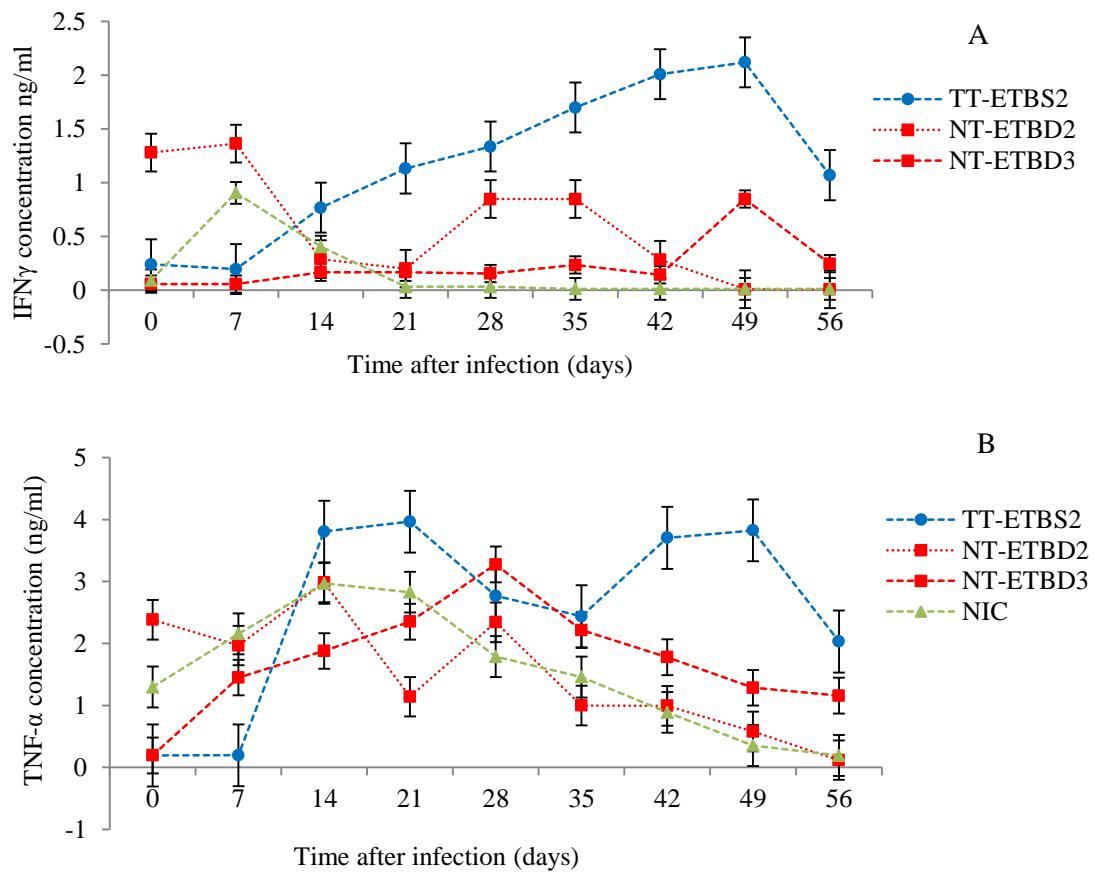 A
2.5
2
1.5
1
0.5
0
-0.5
IFNγ concentration ng/ml
0 7 14 21 28 35 42 49 56
Time after infection (days)
TT-ETBS2
NT-ETBD2
NT-ETBD3
B
5
4
3
2
1
0
-1
TNF-α concentration (ng/ml)
0 7 14 21 28 35 42 49 56
Time after infection (days)
TT-ETBS2
NT-ETBD2
NT-ETBD3
NIC